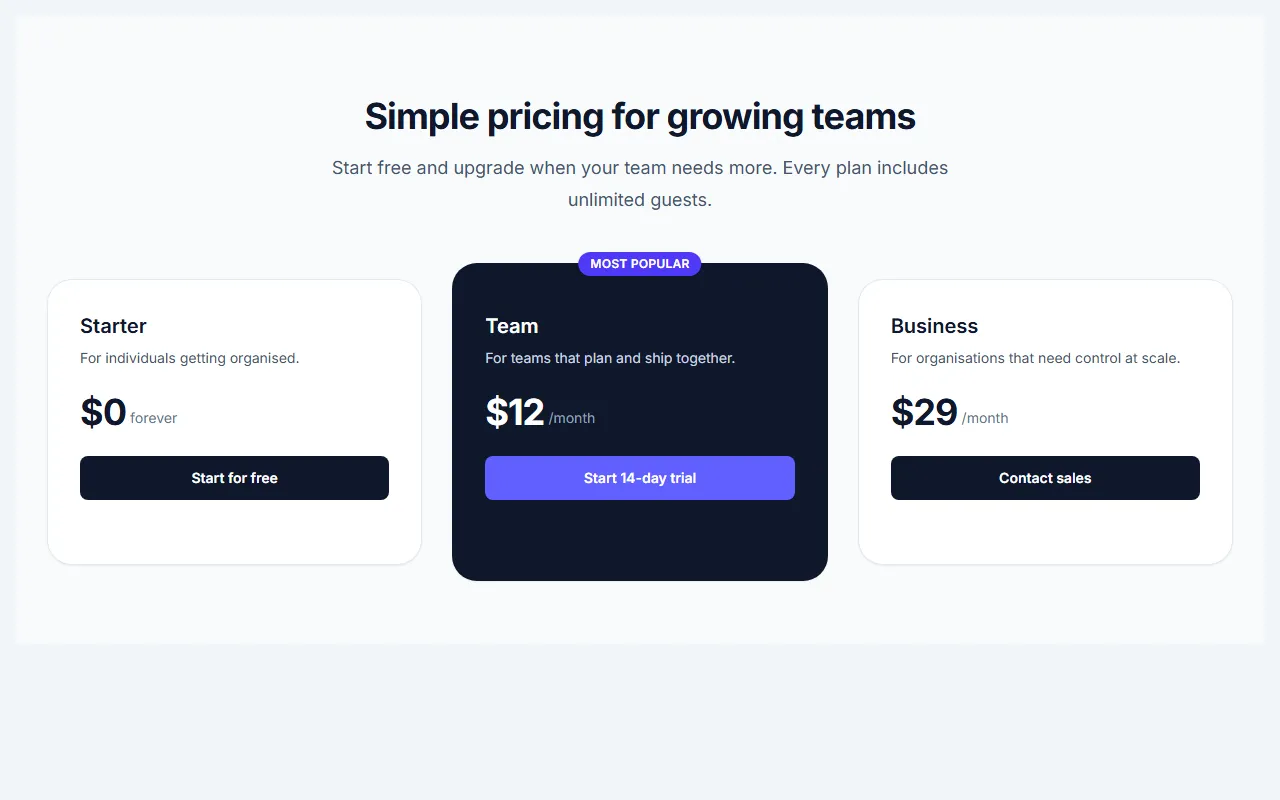 Simple pricing for growing teams
Start free and upgrade when your team needs more. Every plan includes
unlimited guests.
Starter
For individuals getting organised.
$0 forever
Start for free
MOST POPULAR
Team
For teams that plan and ship together.
$12 /month
Start 14-day trial
Business
For organisations that need control at scale.
$29 /month
Contact sales